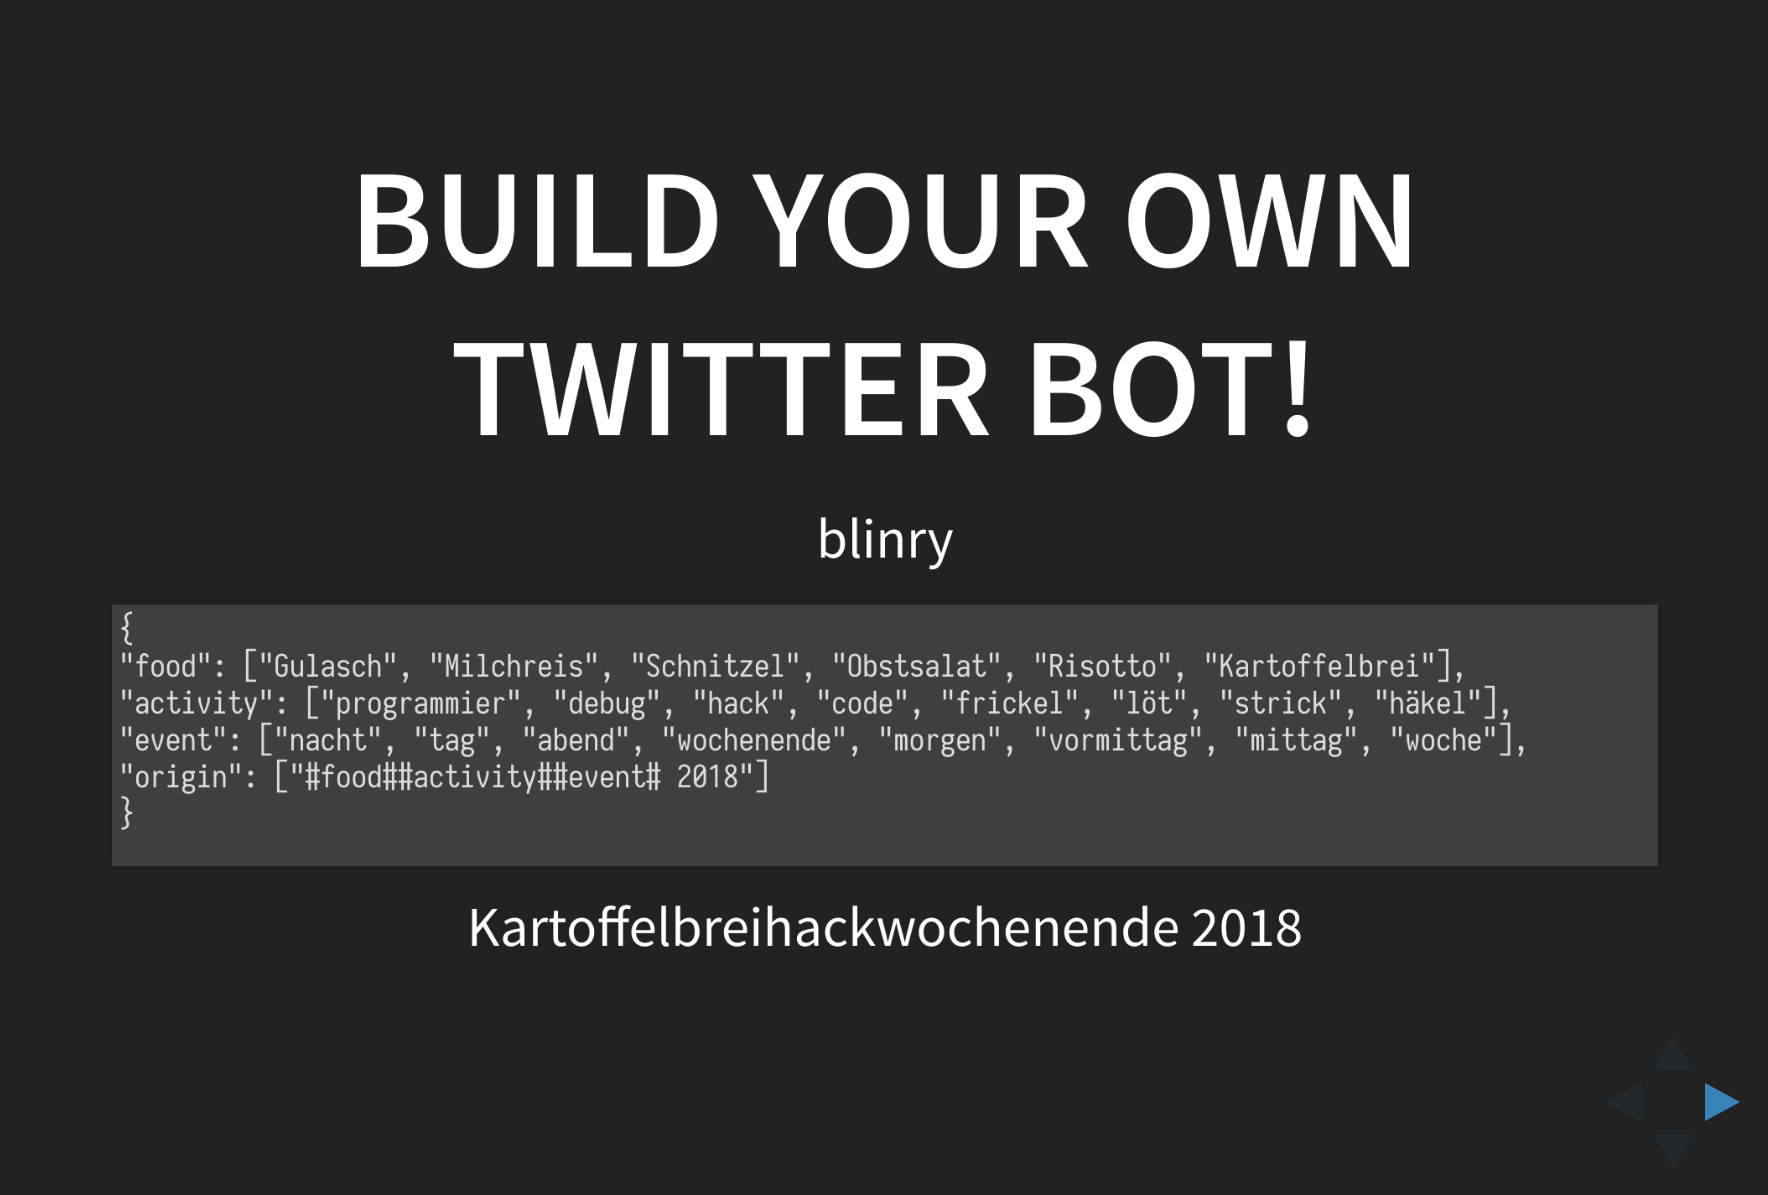 BUILD YOUR OWN
TWITTER BOT!
blinry
{
"food": ["Gulasch", "Milchreis", "Schnitzel", "Obstsalat", "Risotto", "Kartoffelbrei"],
"activity": ["programmier", "debug", "hack", "code", "frickel", "löt", "strick", "häkel"],
"event": ["nacht", "tag", "abend", "wochenende", "morgen", "vormittag", "mittag", "woche"],
"origin": ["#food##activity##event# 2018"]
}
Kartoffelbreihackwochenende 2018